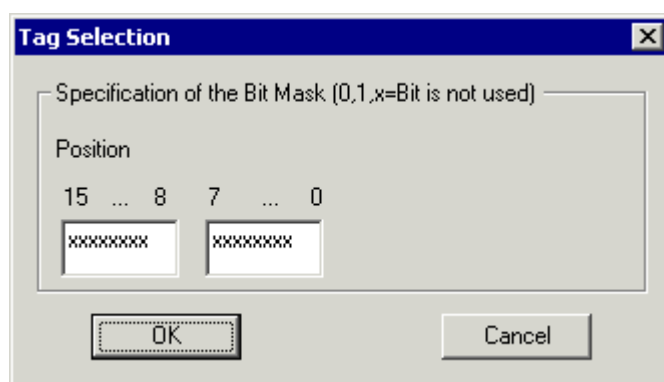 Tag Selection
Specification of the Bit Mask (0,1,x=Bit is not used)
Position
15 ... 8 7 ... 0
xxxxxxxx xxxxxxxx
OK Cancel